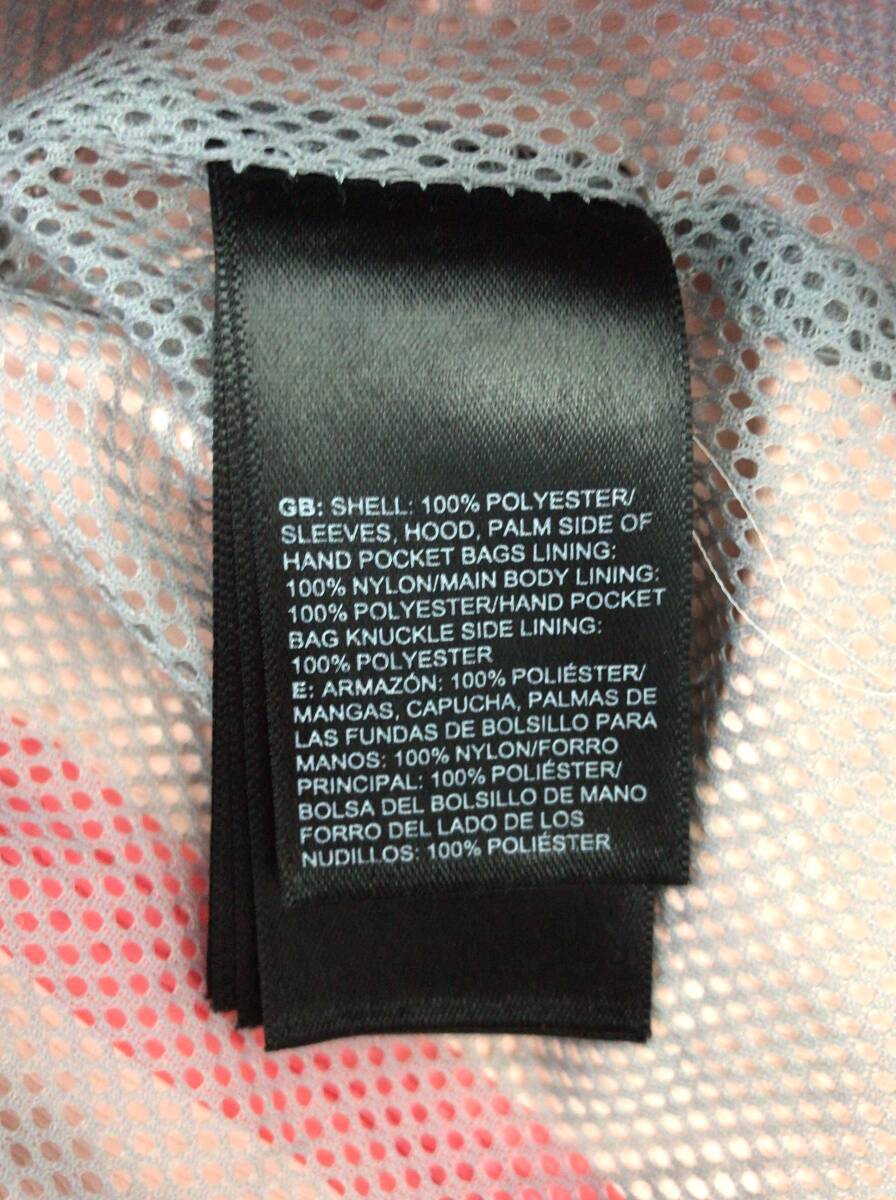 GB: SHELL: 100% POLYESTER/
SLEEVES, HOOD, PALM SIDE OF
HAND POCKET BAGS LINING:
100% NYLON/MAIN BODY LINING:
100% POLYESTER/HAND POCKET
BAG KNUCKLE SIDE LINING:
100% POLYESTER
E: ARMAZÓN: 100% POLIÉSTER/
MANGAS, CAPUCHA, PALMAS DE
LAS FUNDAS DE BOLSILLO PARA
MANOS: 100% NYLON/FORRO
PRINCIPAL: 100% POLIÉSTER/
BOLSA DEL BOLSILLO DE MANO
FORRO DEL LADO DE LOS
NUDILLOS: 100% POLIÉSTER